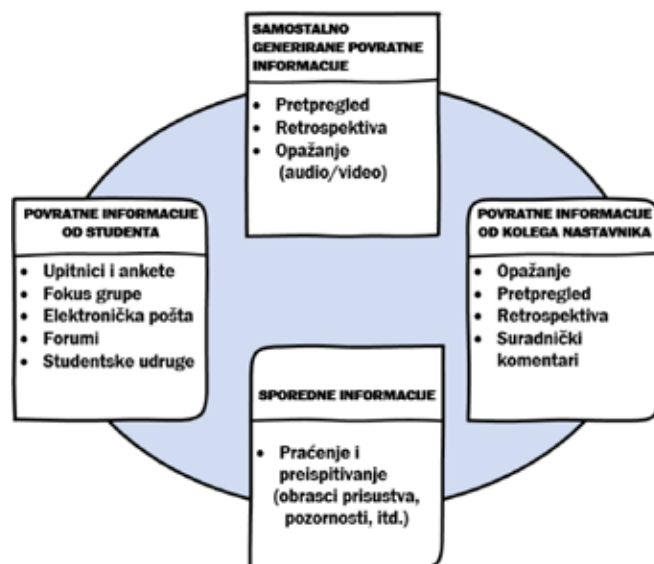 SAMOSTALNO
GENERIRANE POVRATNE
INFORMACIJE
• Pretpregled
• Retrospektiva
• Opažanje
(audio/video)
POVRATNE INFORMACIJE
OD STUDENTA
• Upitnici i ankete
• Fokus grupe
• Elektronička pošta
• Forumi
• Studentske udruge
POVRATNE INFORMACIJE
OD KOLEGA NASTAVNIKA
• Opažanje
• Pretpregled
• Retrospektiva
• Suradnički
komentari
SPOREDNE INFORMACIJE
• Praćenje i
preispitivanje
(obrasci prisustva,
pozornosti, itd.)